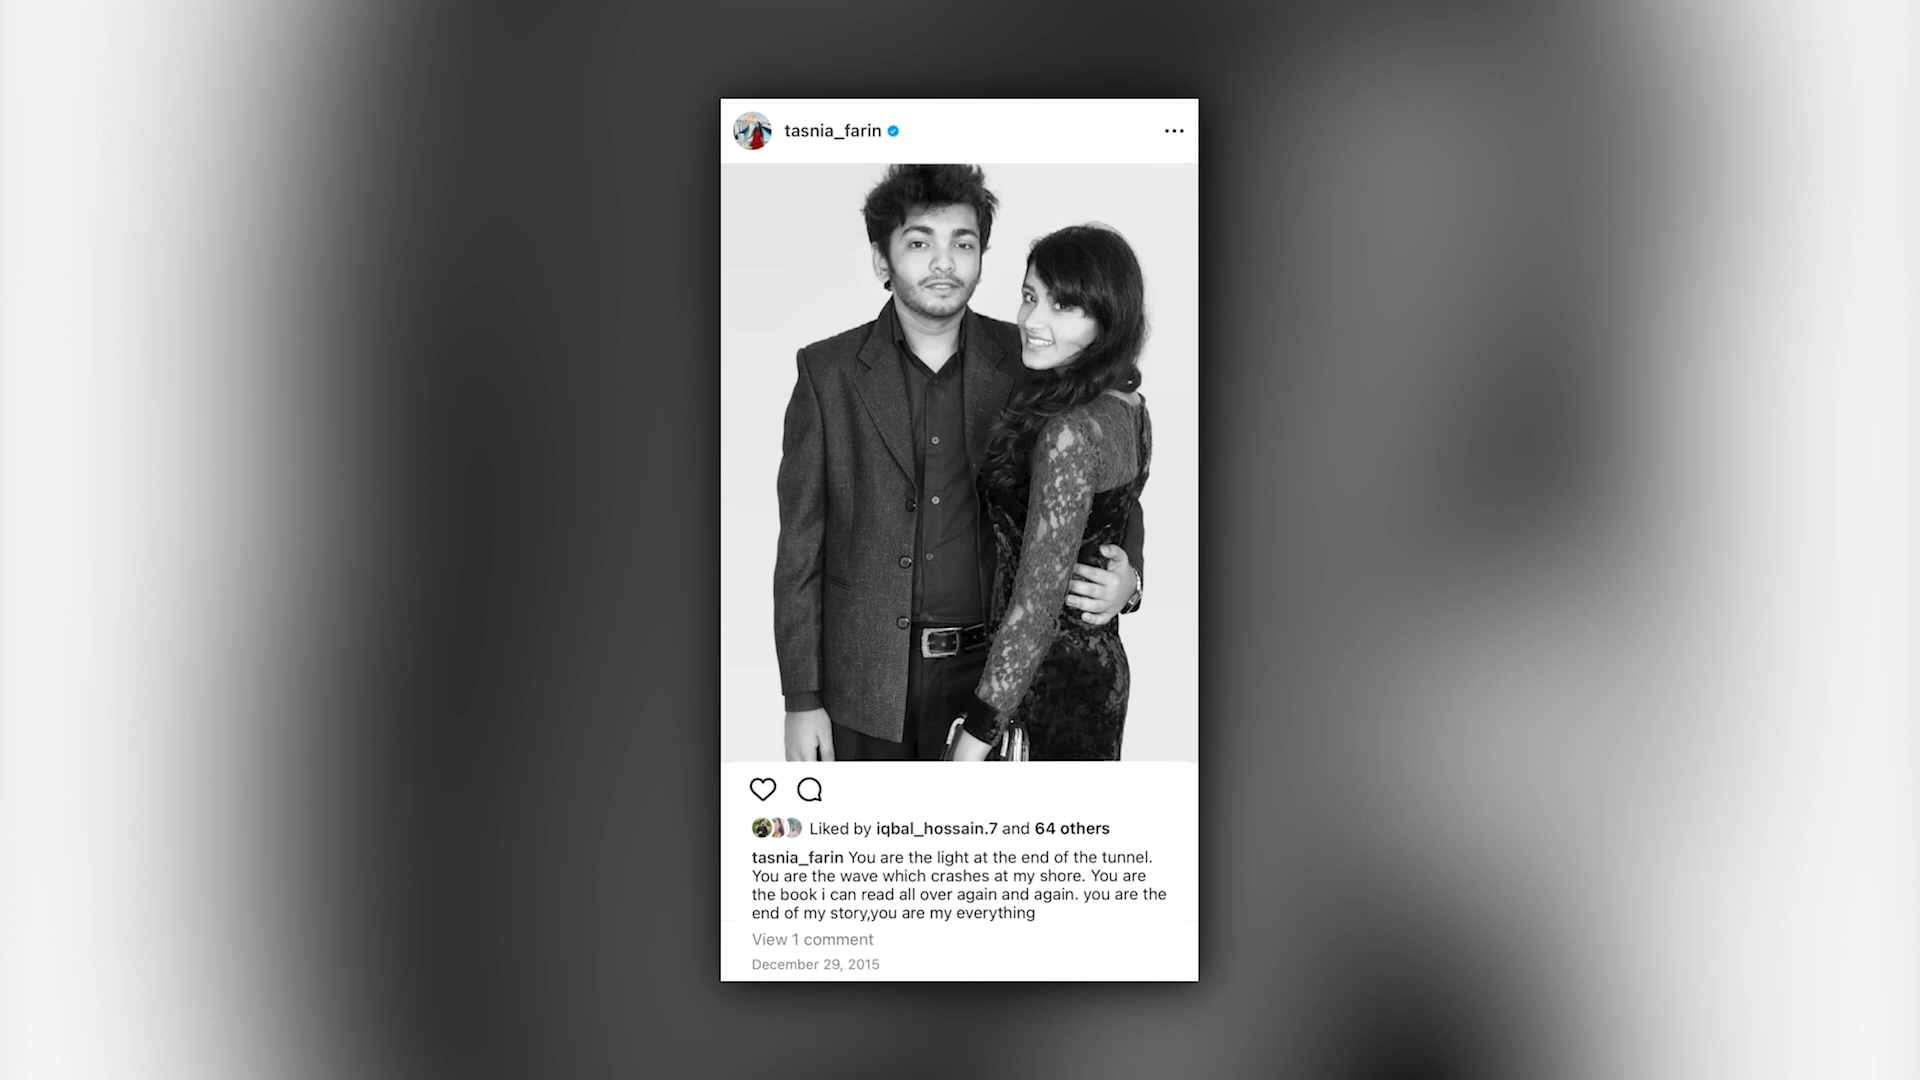 tasnia_farin
Liked by iqbal_hossain.7 and 64 others
tasnia_farin You are the light at the end of the tunnel.
You are the wave which crashes at my shore. You are
the book i can read all over again and again. you are the
end of my story,you are my everything
View 1 comment
December 29, 2015